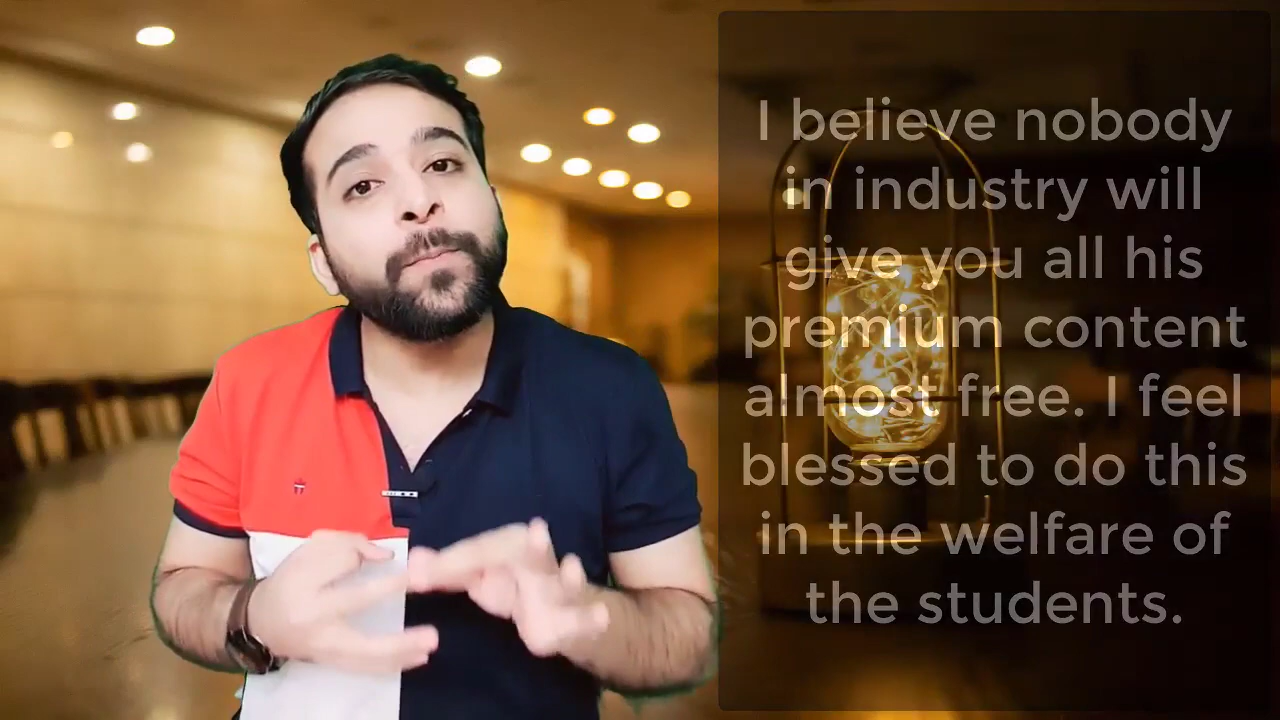 I believe nobody
in industry will
give you all his
premium content
almost free. I feel
blessed to do this
in the welfare of
the students.